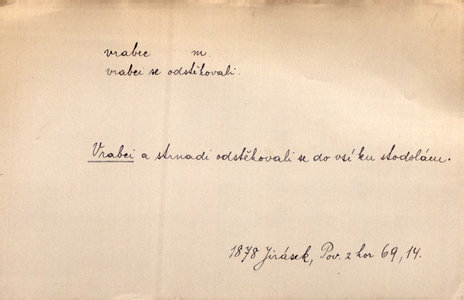 vrabec m.
vrabci se odstěhovali.
Vrabci a strnadi odstěhovali se do vsí ku stodolám.
1878 Jirásek, Pov. z hor 69, 14.